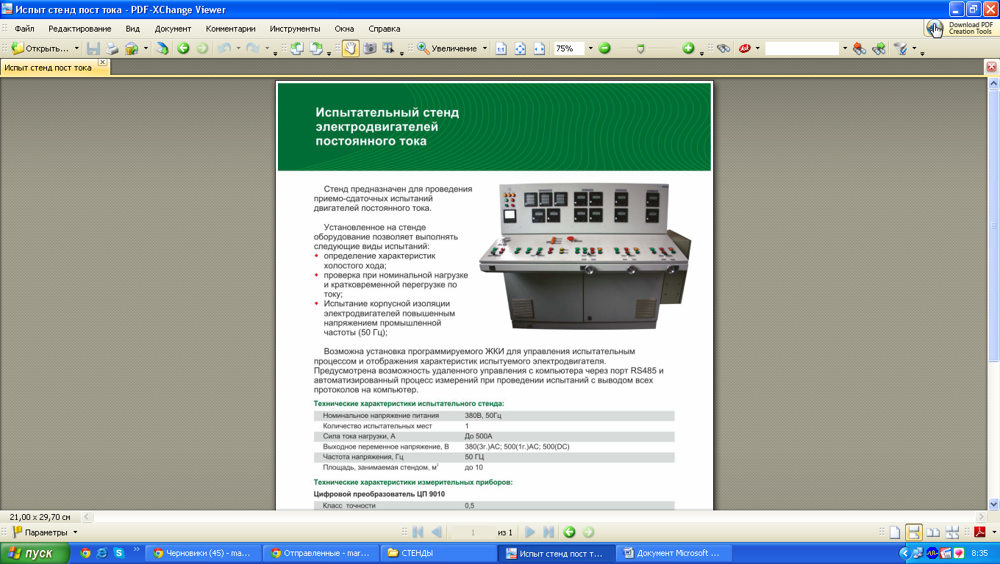 Испыт стенд пост тока - PDF-XChange Viewer
Файл Редактирование Вид Документ Комментарии Инструменты Окна Справка
Download PDF
Creation Tools
Открыть... Увеличение 75%
Испыт стенд пост тока
Испытательный стенд
электродвигателей
постоянного тока
Стенд предназначен для проведения
приемо-сдаточных испытаний
двигателей постоянного тока.
Установленное на стенде
оборудование позволяет выполнять
следующие виды испытаний:
определение характеристик
холостого хода;
проверка при номинальной нагрузке
и кратковременной перегрузке по
току;
Испытание корпусной изоляции
электродвигателей повышенным
напряжением промышленной
частоты (50 Гц);
Возможна установка программируемого ЖКИ для управления испытательным
процессом и отображения характеристик испытуемого электродвигателя.
Предусмотрена возможность удаленного управления с компьютера через порт RS485 и
автоматизированный процесс измерений при проведении испытаний с выводом всех
протоколов на компьютер.
Технические характеристики испытательного стенда:
Номинальное напряжение питания 380В, 50Гц
Количество испытательных мест 1
Сила тока нагрузки, А До 500А
Выходное переменное напряжение, В 380(3г.)АС; 500(1г.)АС; 500(DC)
Частота напряжения, Гц 50 ГЦ
Площадь, занимаемая стендом, м² до 10
Технические характеристики измерительных приборов:
Цифровой преобразователь ЦП 9010
Класс точности 0,5
21,00 x 29,70 см
Параметры 1 из 1
пуск Черновики (45) - ma... Отправленные - mar... СТЕНДЫ Испыт стенд пост т... Документ Microsoft ... 8:35